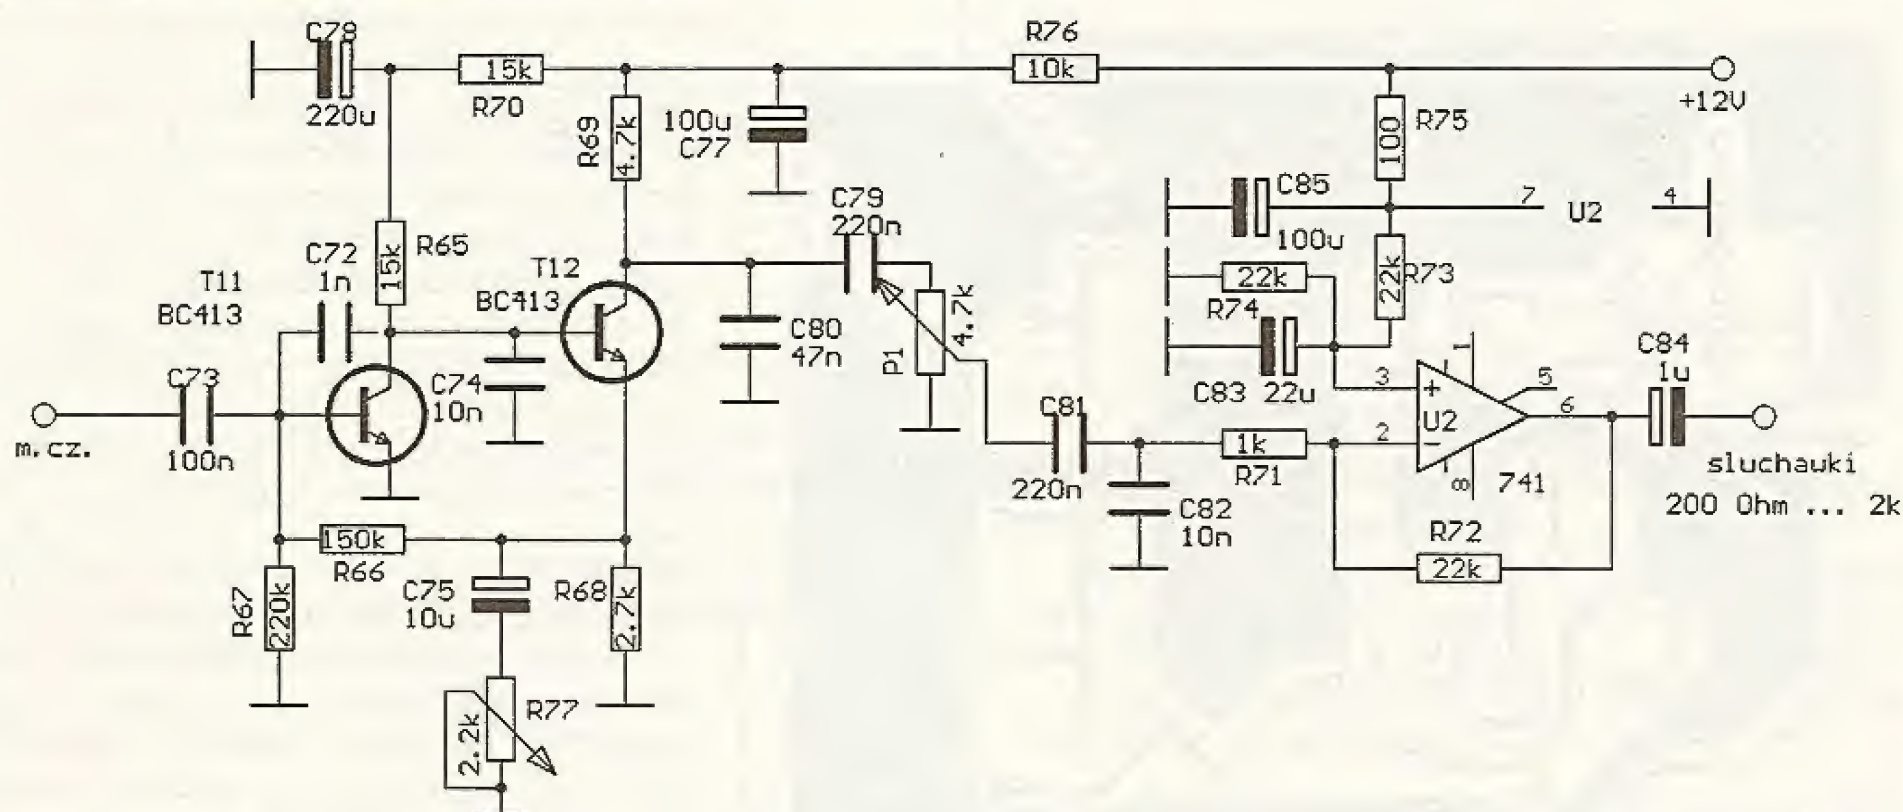 C78
220u
15k
R70
R76
10k
+12V
R69
4.7k
100u
C77
100
R75
C85
100u
7
U2
4
C79
220n
22k
R74
22k
R73
T11
BC413
C72
1n
15k
R65
T12
BC413
C80
47n
P1
4.7k
C83
22u
C73
100n
m.cz.
C74
10n
C81
220n
1k
R71
C82
10n
3
2
+
-
U2
1
5
6
8
741
C84
1u
sluchawki
200 Ohm ... 2k
R72
22k
150k
R66
R67
220k
C75
10u
R68
2.7k
R77
2.2k